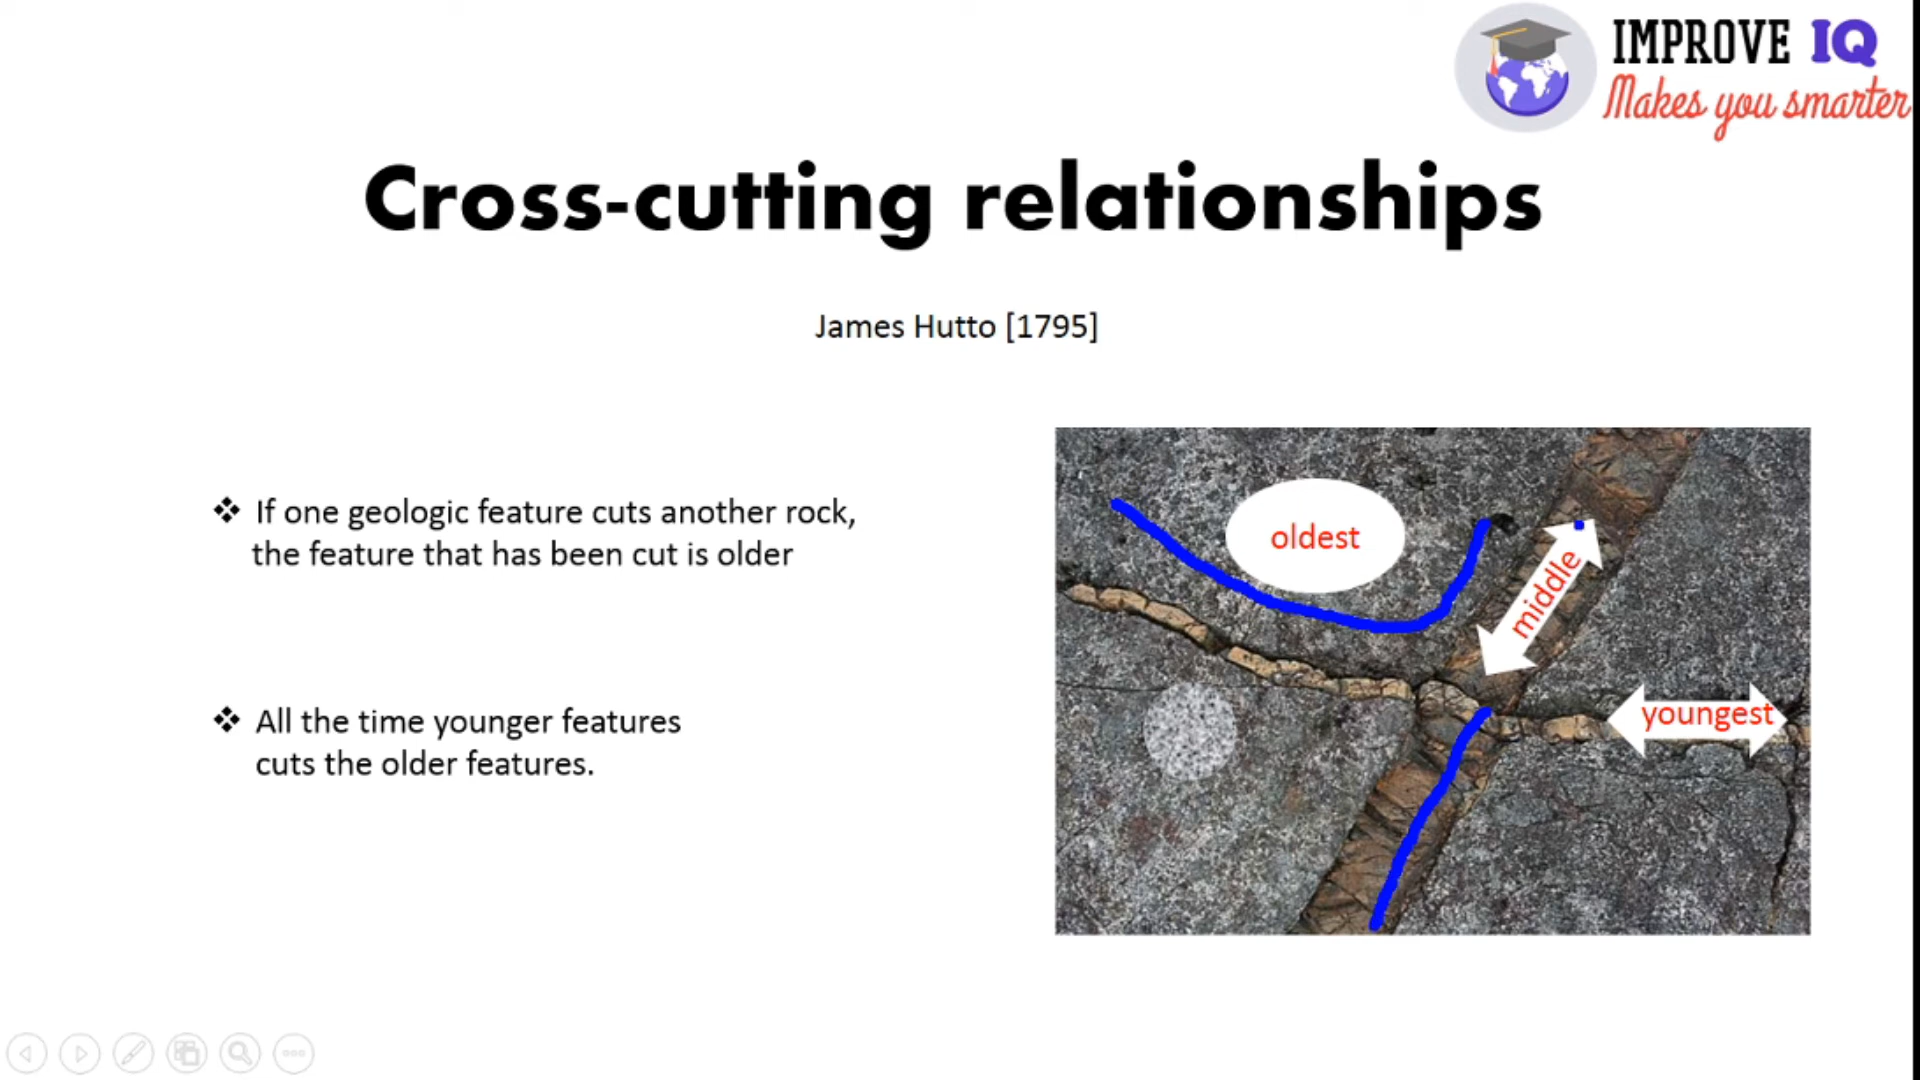 IMPROVE IQ
Makes you smarter
Cross-cutting relationships
James Hutto [1795]
❖ If one geologic feature cuts another rock,
the feature that has been cut is older
❖ All the time younger features
cuts the older features.
oldest
middle
youngest